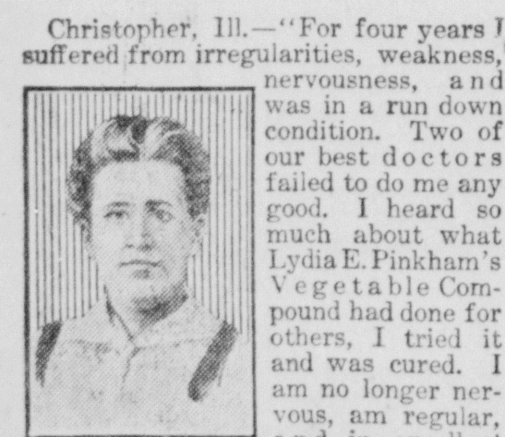 Christopher, Ill.—"For four years I
suffered from irregularities, weakness,
nervousness, and
was in a run down
condition. Two of
our best doctors
failed to do me any
good. I heard so
much about what
Lydia E. Pinkham's
Vegetable Com-
pound had done for
others, I tried it
and was cured. I
am no longer ner-
vous, am regular,